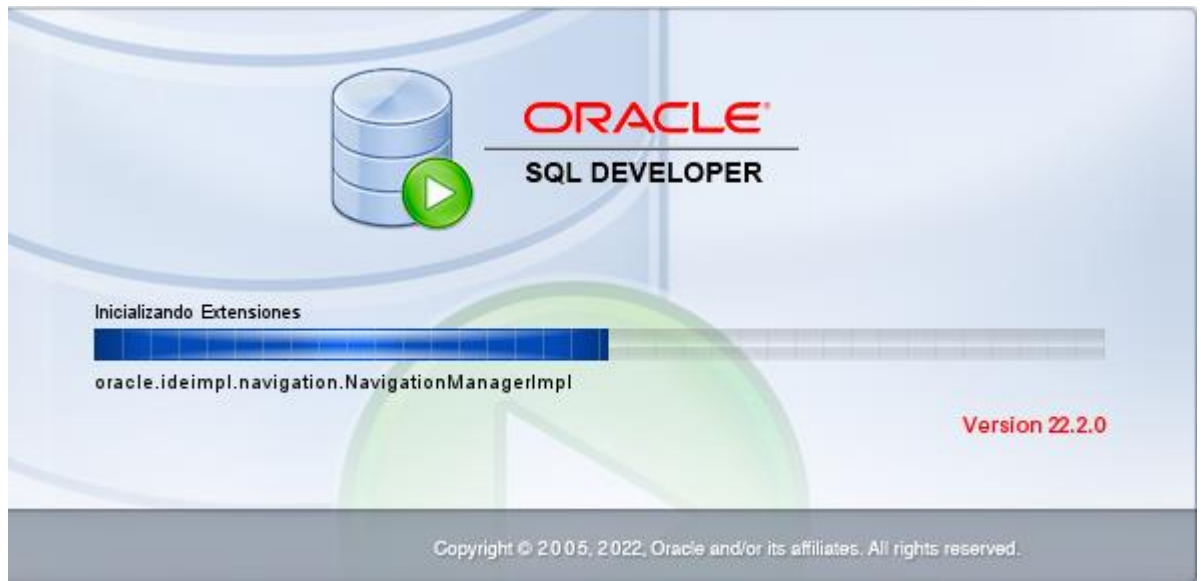 ORACLE®
SQL DEVELOPER
Inicializando Extensiones
oracle.ideimpl.navigation.NavigationManagerImpl
Version 22.2.0
Copyright © 2005, 2022, Oracle and/or its affiliates. All rights reserved.